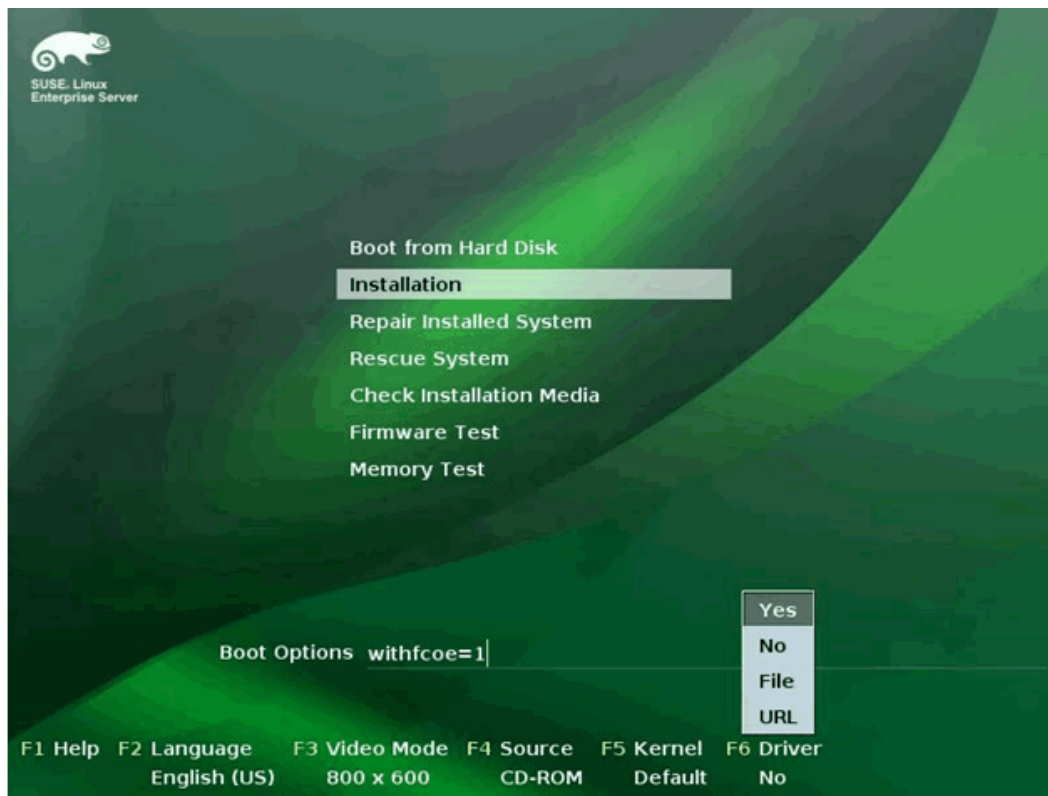 SUSE. Linux
Enterprise Server
Boot from Hard Disk
Installation
Repair Installed System
Rescue System
Check Installation Media
Firmware Test
Memory Test
Yes
No
File
URL
Boot Options withfcoe=1
F1 Help F2 Language F3 Video Mode F4 Source F5 Kernel F6 Driver
English (US) 800 x 600 CD-ROM Default No